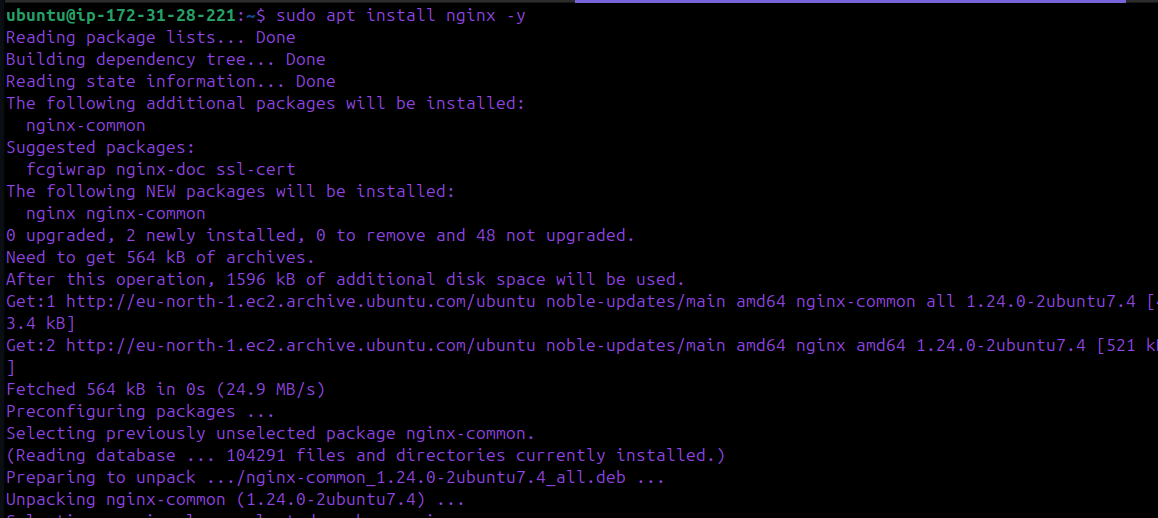 ubuntu@ip-172-31-28-221:~$ sudo apt install nginx -y
Reading package lists... Done
Building dependency tree... Done
Reading state information... Done
The following additional packages will be installed:
  nginx-common
Suggested packages:
  fcgiwrap nginx-doc ssl-cert
The following NEW packages will be installed:
  nginx nginx-common
0 upgraded, 2 newly installed, 0 to remove and 48 not upgraded.
Need to get 564 kB of archives.
After this operation, 1596 kB of additional disk space will be used.
Get:1 http://eu-north-1.ec2.archive.ubuntu.com/ubuntu noble-updates/main amd64 nginx-common all 1.24.0-2ubuntu7.4 [
3.4 kB]
Get:2 http://eu-north-1.ec2.archive.ubuntu.com/ubuntu noble-updates/main amd64 nginx amd64 1.24.0-2ubuntu7.4 [521 k
]
Fetched 564 kB in 0s (24.9 MB/s)
Preconfiguring packages ...
Selecting previously unselected package nginx-common.
(Reading database ... 104291 files and directories currently installed.)
Preparing to unpack .../nginx-common_1.24.0-2ubuntu7.4_all.deb ...
Unpacking nginx-common (1.24.0-2ubuntu7.4) ...